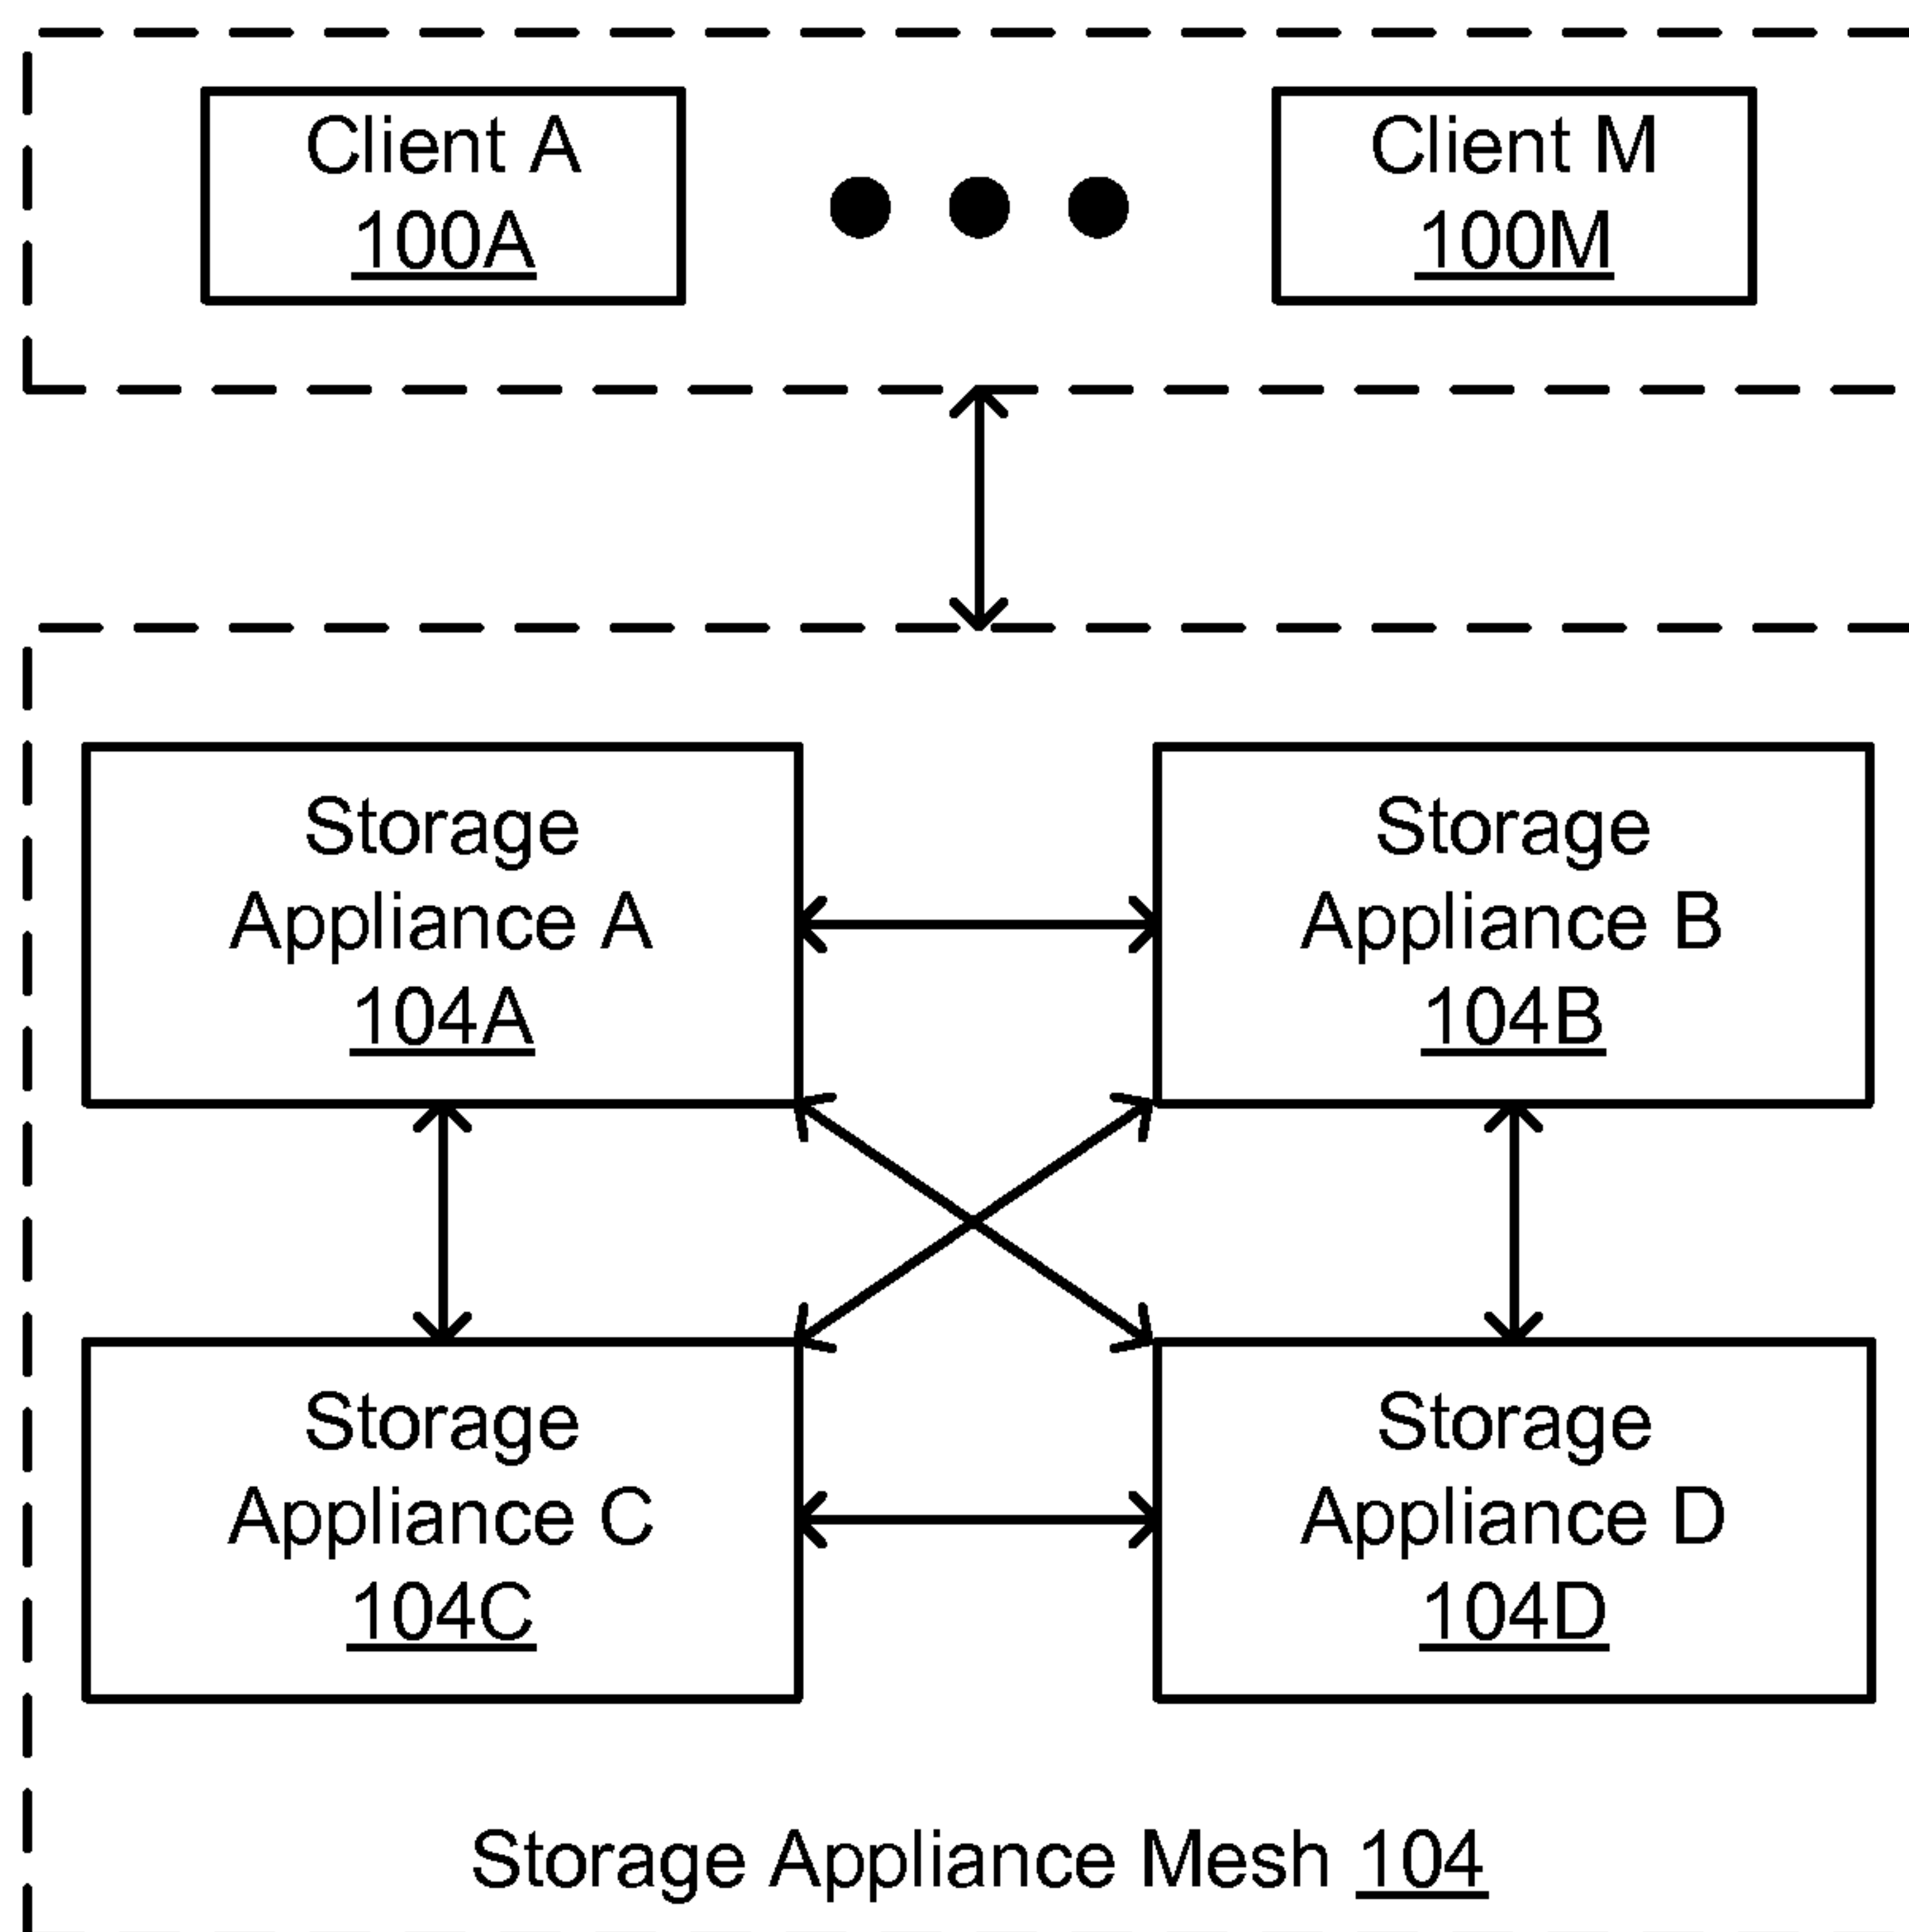 Client A
100A
Client M
100M
Storage
Appliance A
104A
Storage
Appliance B
104B
Storage
Appliance C
104C
Storage
Appliance D
104D
Storage Appliance Mesh 104